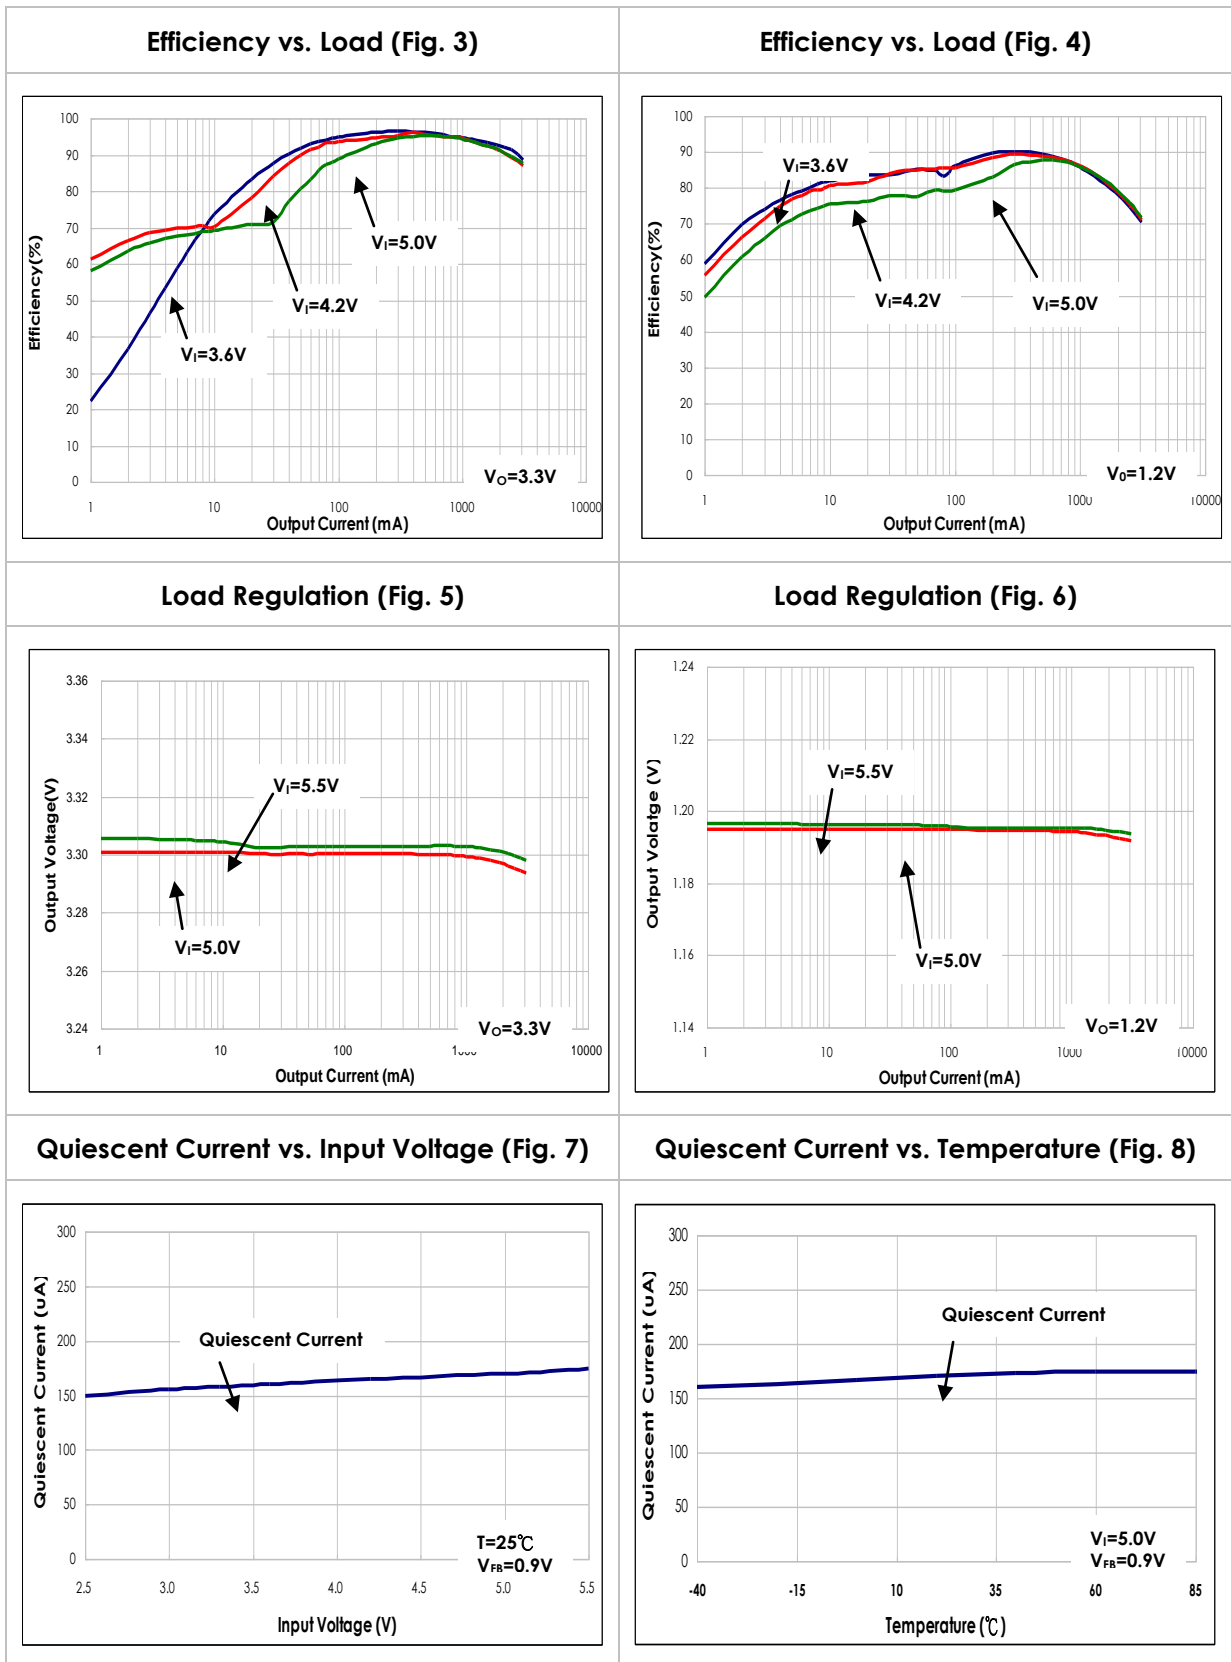 Efficiency vs. Load (Fig. 3)
Efficiency vs. Load (Fig. 4)
100
90
80
70
60
50
40
30
20
10
0
Efficiency(%)
VI=5.0V
VI=4.2V
VI=3.6V
VO=3.3V
1
10
100
1000
10000
Output Current (mA)
100
90
80
70
60
50
40
30
20
10
0
Efficiency(%)
VI=3.6V
VI=4.2V
VI=5.0V
V0=1.2V
1
10
100
1000
10000
Output Current (mA)
Load Regulation (Fig. 5)
Load Regulation (Fig. 6)
3.36
3.34
3.32
3.30
3.28
3.26
3.24
Output Voltage(V)
VI=5.5V
VI=5.0V
VO=3.3V
1
10
100
10000
Output Current (mA)
1.24
1.22
1.20
1.18
1.16
1.14
Output Volatge (V)
VI=5.5V
VI=5.0V
VO=1.2V
1
10
100
1000
10000
Output Current (mA)
Quiescent Current vs. Input Voltage (Fig. 7)
Quiescent Current vs. Temperature (Fig. 8)
300
250
200
150
100
50
0
Quiescent Current (uA)
Quiescent Current
T=25℃
VFB=0.9V
2.5
3.0
3.5
4.0
4.5
5.0
5.5
Input Voltage (V)
300
250
200
150
100
50
0
Quiescent Current (uA)
Quiescent Current
VI=5.0V
VFB=0.9V
-40
-15
10
35
60
85
Temperature (℃)